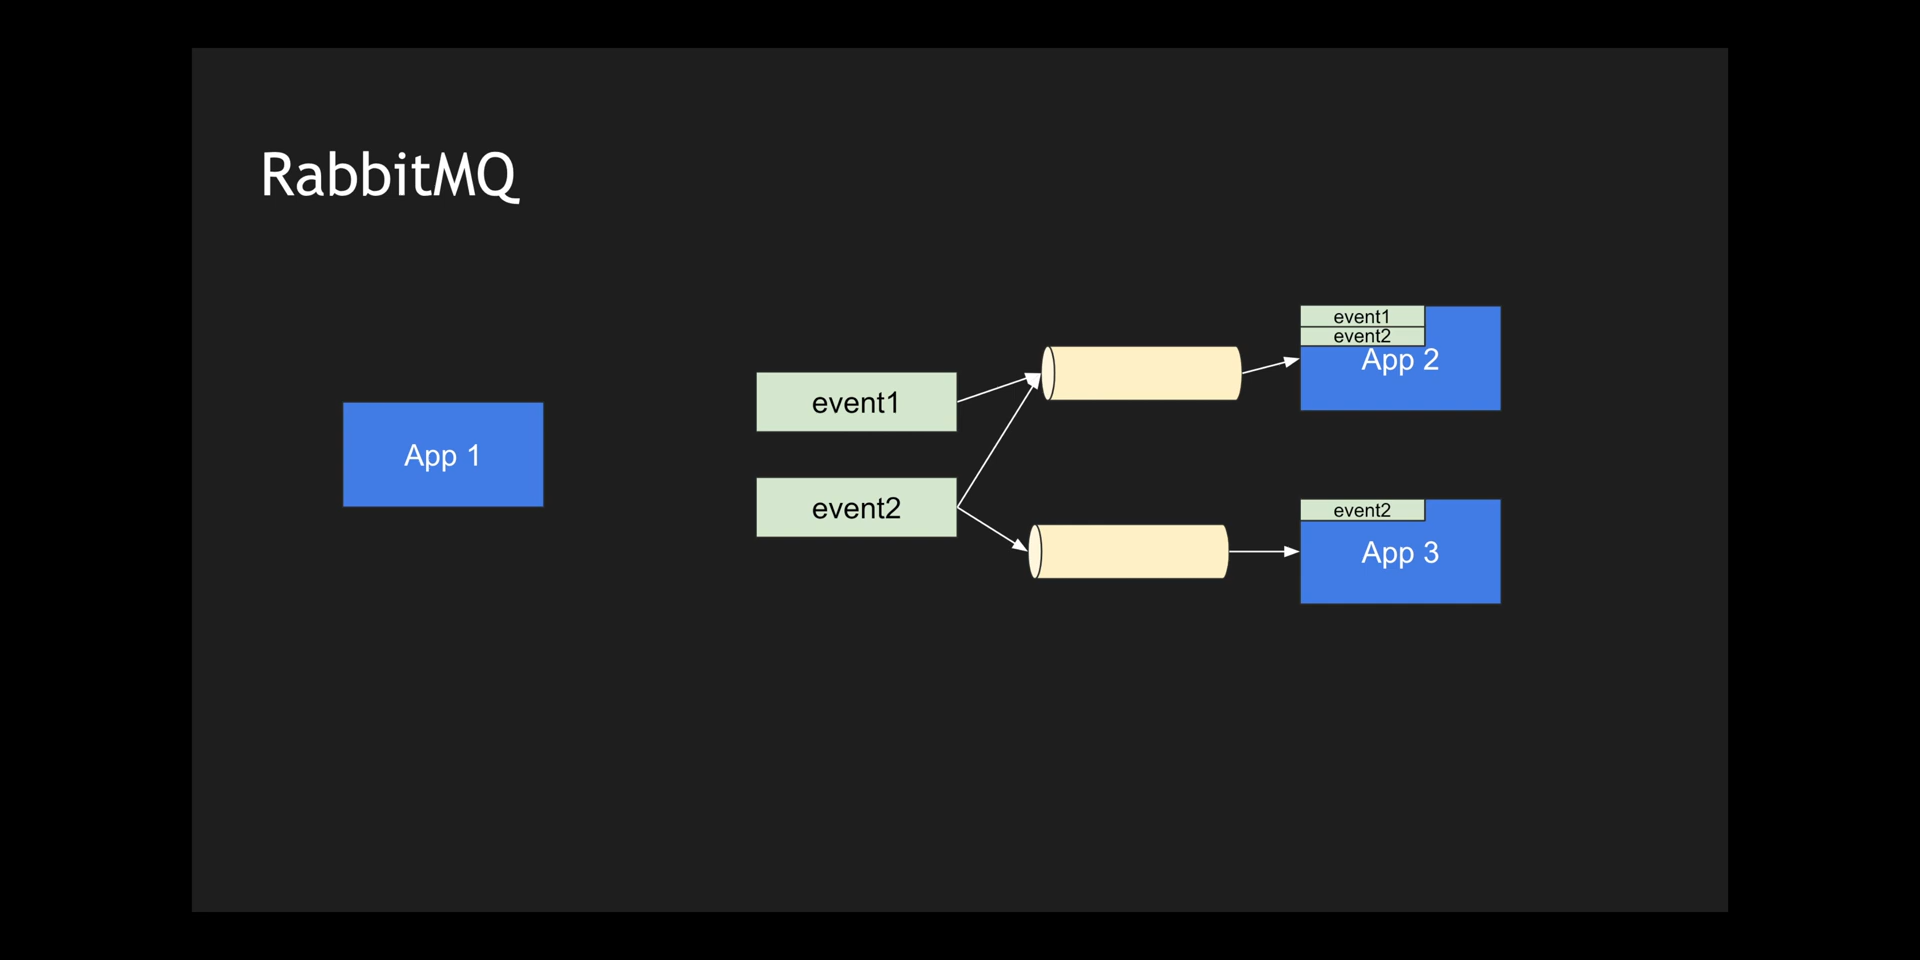 RabbitMQ
App 1
event1
event2
event1
event2
App 2
event2
App 3